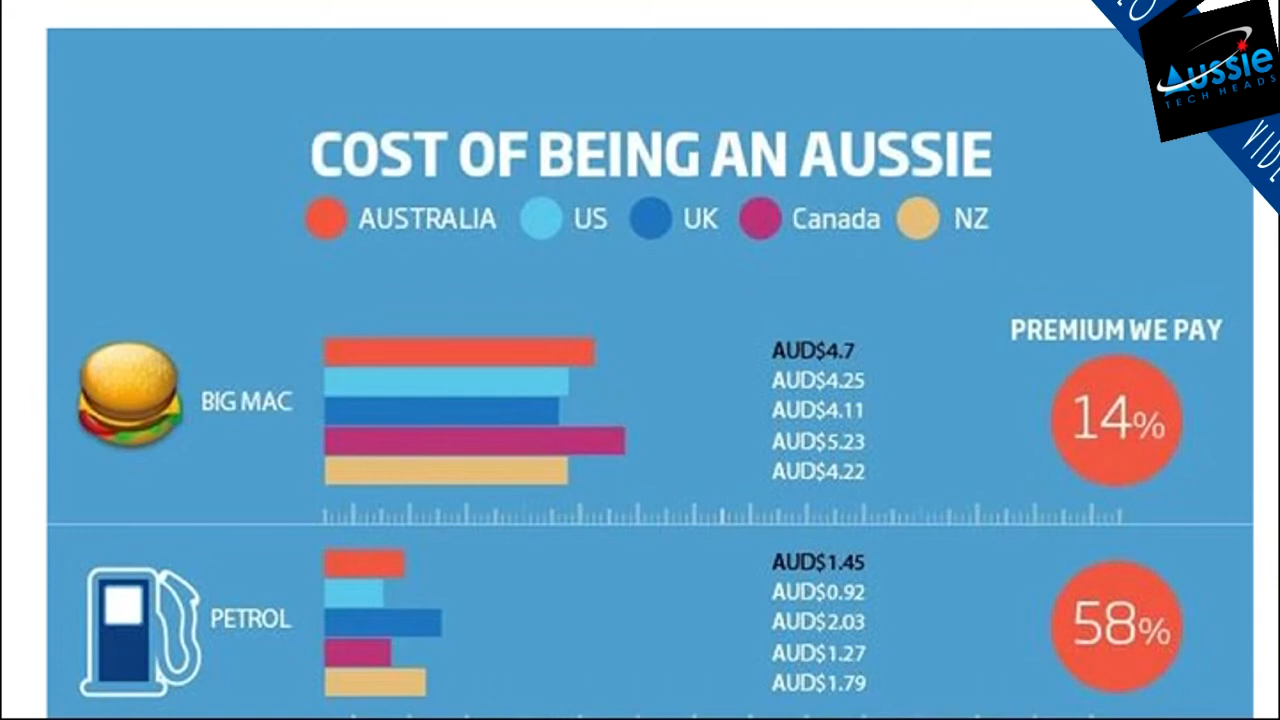 AUSSIE
TECH HEADS
COST OF BEING AN AUSSIE
AUSTRALIA US UK Canada NZ
PREMIUM WE PAY
BIG MAC
AUD$4.7
AUD$4.25
AUD$4.11
AUD$5.23
AUD$4.22
14%
PETROL
AUD$1.45
AUD$0.92
AUD$2.03
AUD$1.27
AUD$1.79
58%